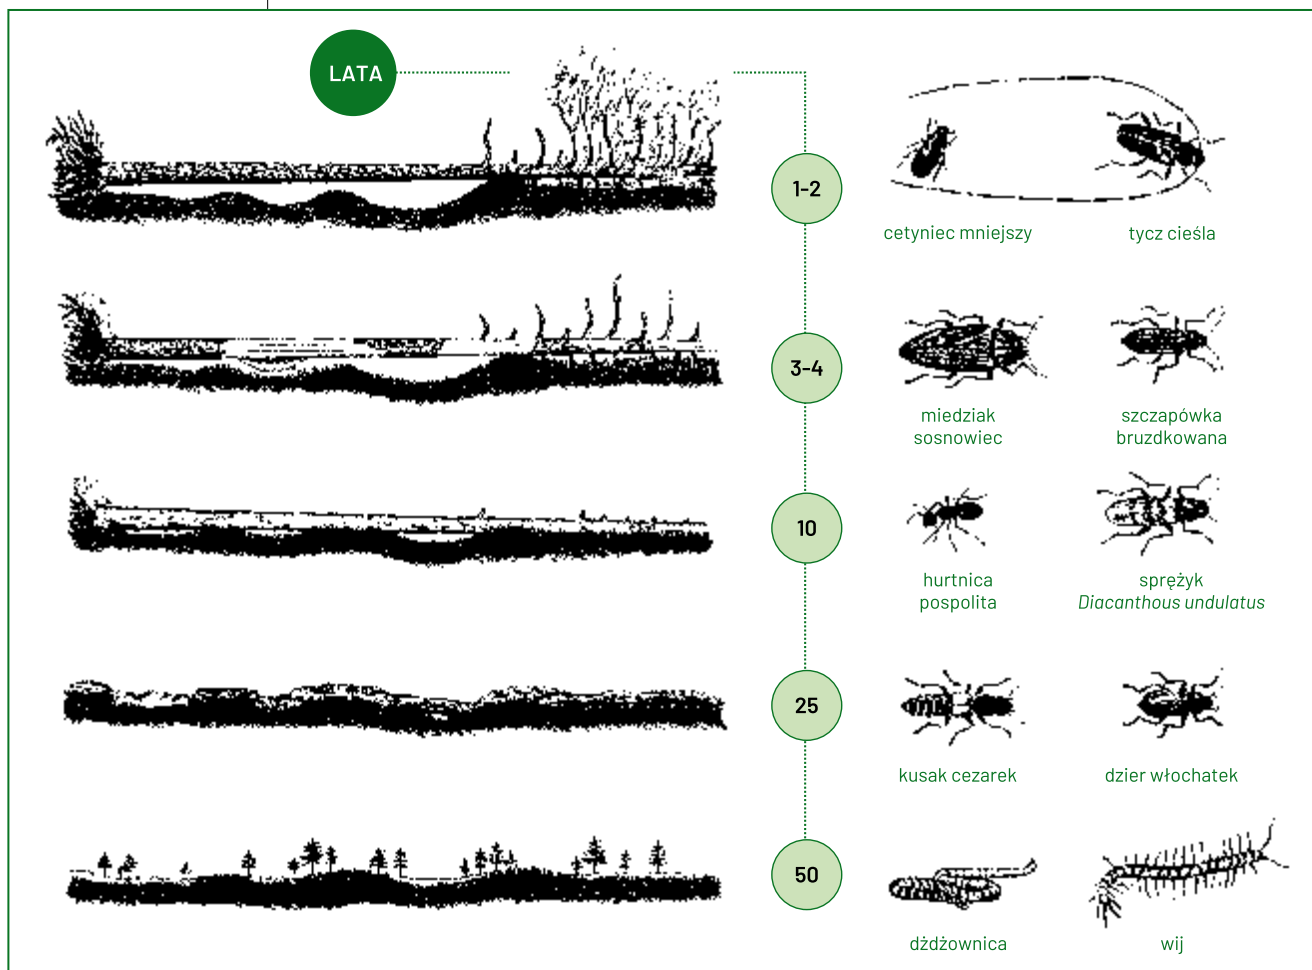 LATA
1-2
cetyniec mniejszy
tycz cieśla
3-4
miedziak
sosnowiec
szczapówka
bruzdkowana
10
hurtnica
pospolita
sprężyk
Diacanthous undulatus
25
kusak cezarek
dzier włochatek
50
dżdżownica
wij